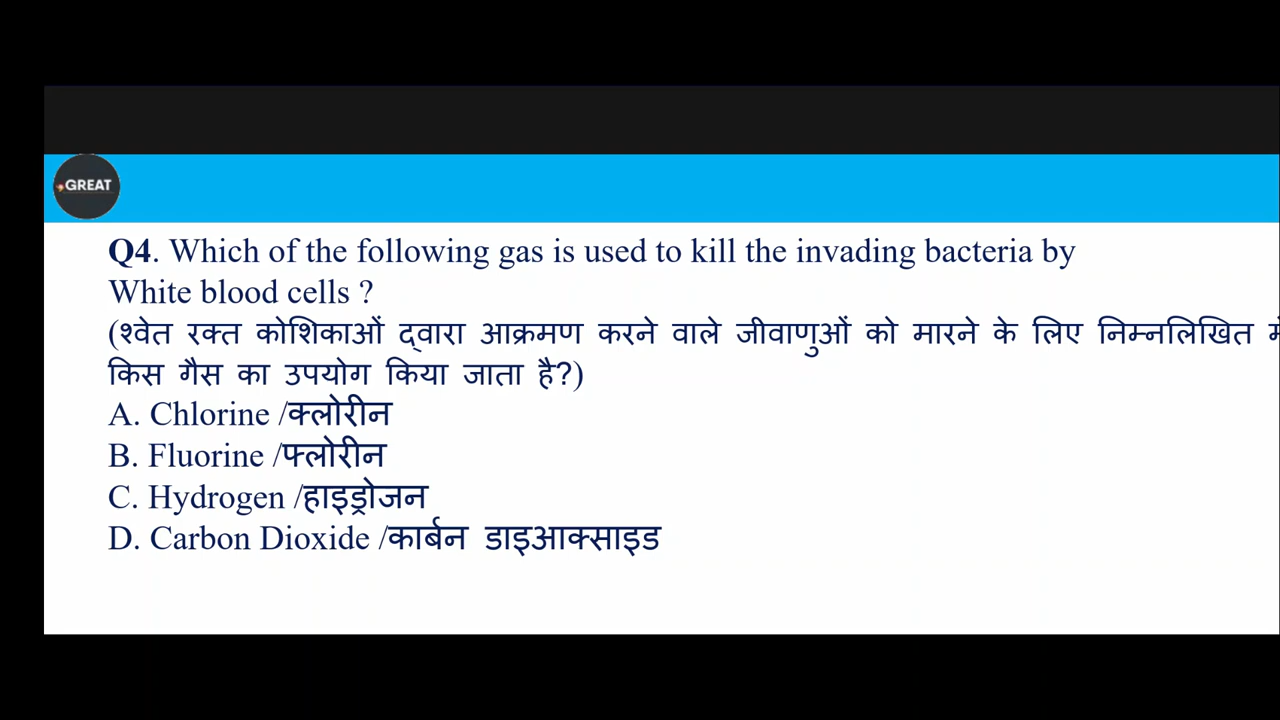 GREAT
Q4. Which of the following gas is used to kill the invading bacteria by
White blood cells ?
(श्वेत रक्त कोशिकाओं द्वारा आक्रमण करने वाले जीवाणुओं को मारने के लिए निम्नलिखित में
किस गैस का उपयोग किया जाता है?)
A. Chlorine /क्लोरीन
B. Fluorine /फ्लोरीन
C. Hydrogen /हाइड्रोजन
D. Carbon Dioxide /कार्बन डाइआक्साइड